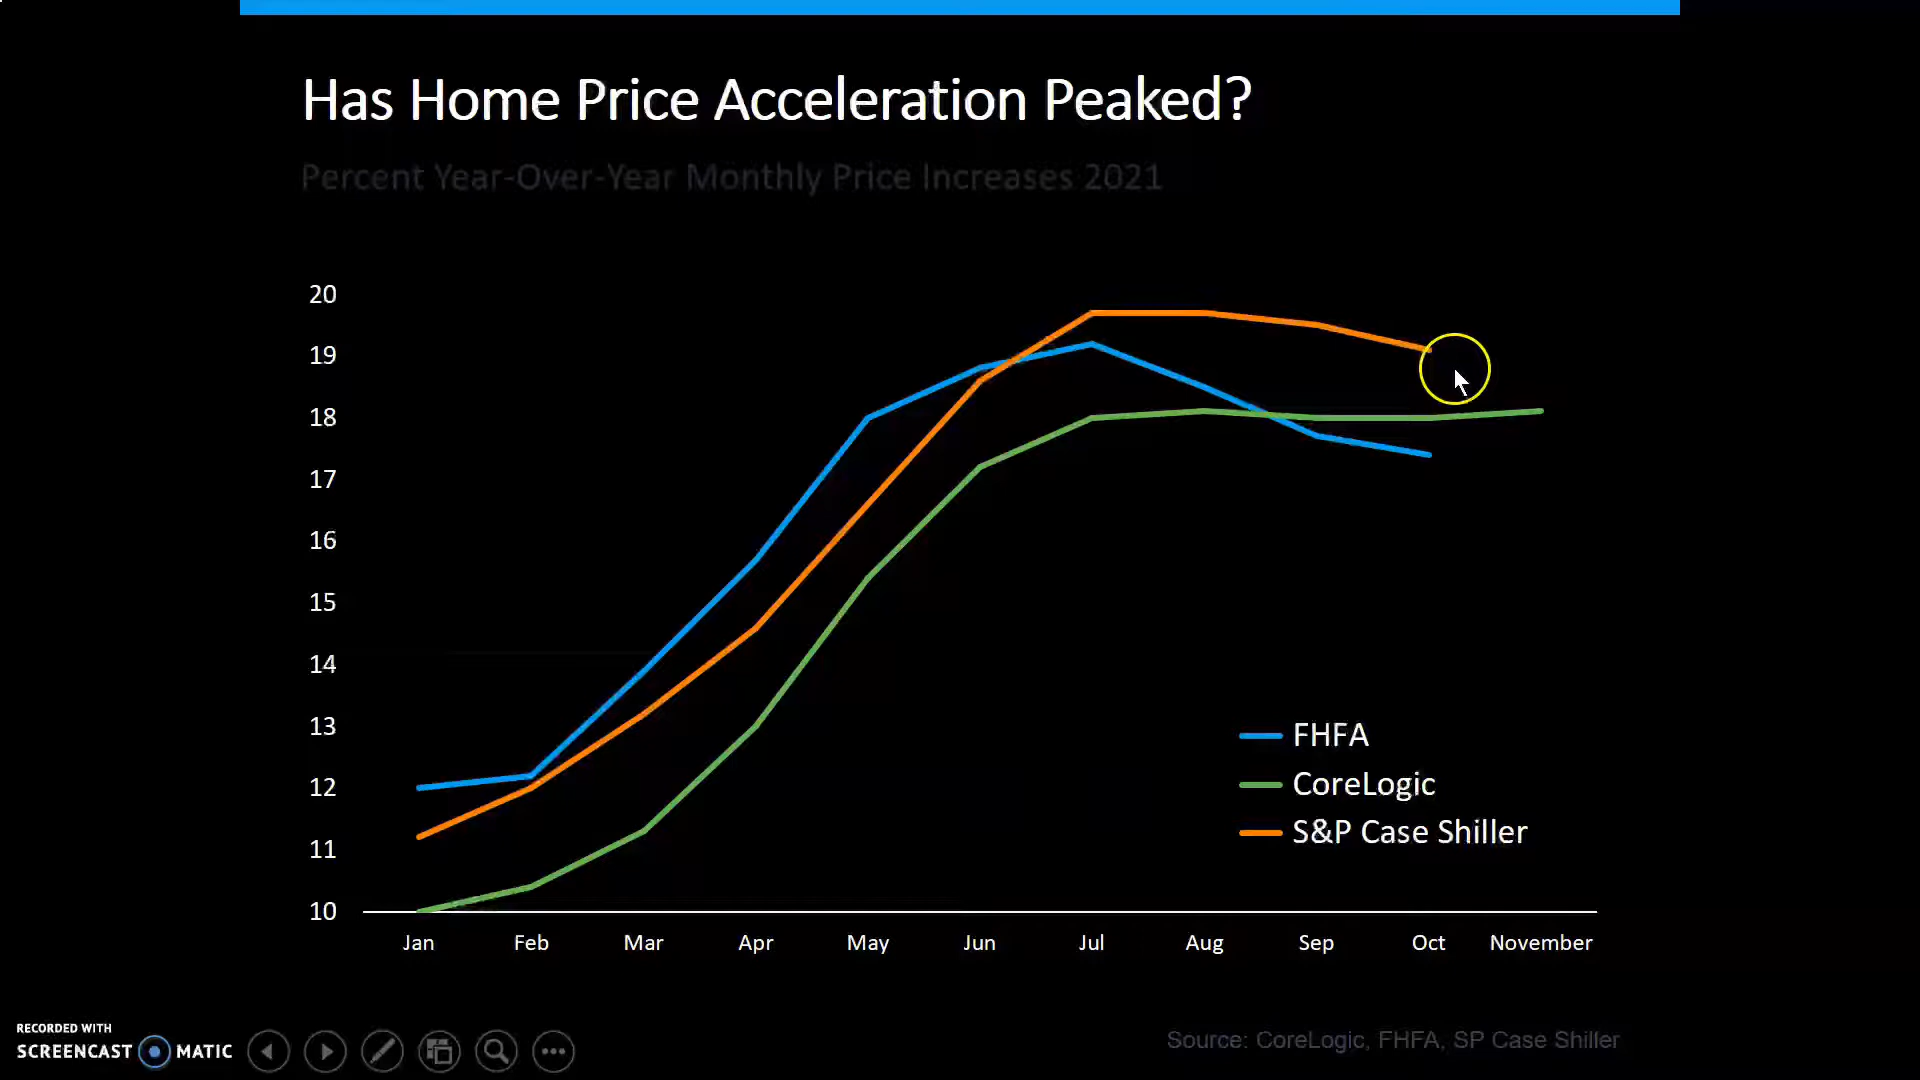 Has Home Price Acceleration Peaked?
Percent Year-Over-Year Monthly Price Increases 2021
20
19
18
17
16
15
14
13
12
11
10
Jan Feb Mar Apr May Jun Jul Aug Sep Oct November
FHFA
CoreLogic
S&P Case Shiller
RECORDED WITH
SCREENCAST MATIC
Source: CoreLogic, FHFA, SP Case Shiller